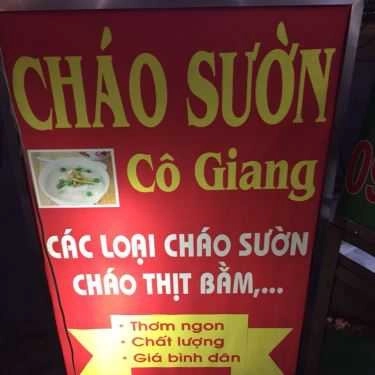 CHÁO SƯỜN
Cô Giang
CÁC LOẠI CHÁO SƯỜN
CHÁO THỊT BẰM,...
• Thơm ngon
• Chất lượng
• Giá bình dân